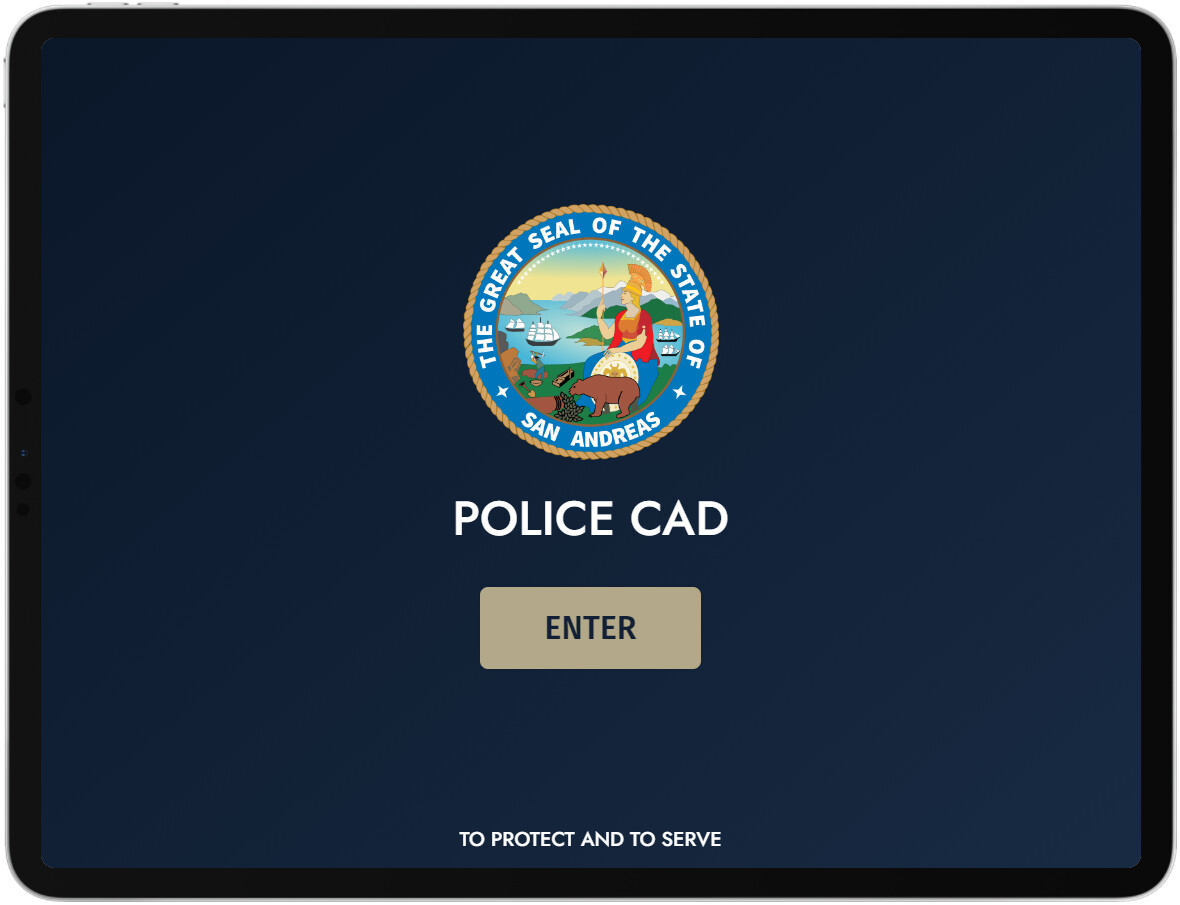 THE GREAT SEAL OF THE STATE OF
SAN ANDREAS
POLICE CAD
ENTER
TO PROTECT AND TO SERVE